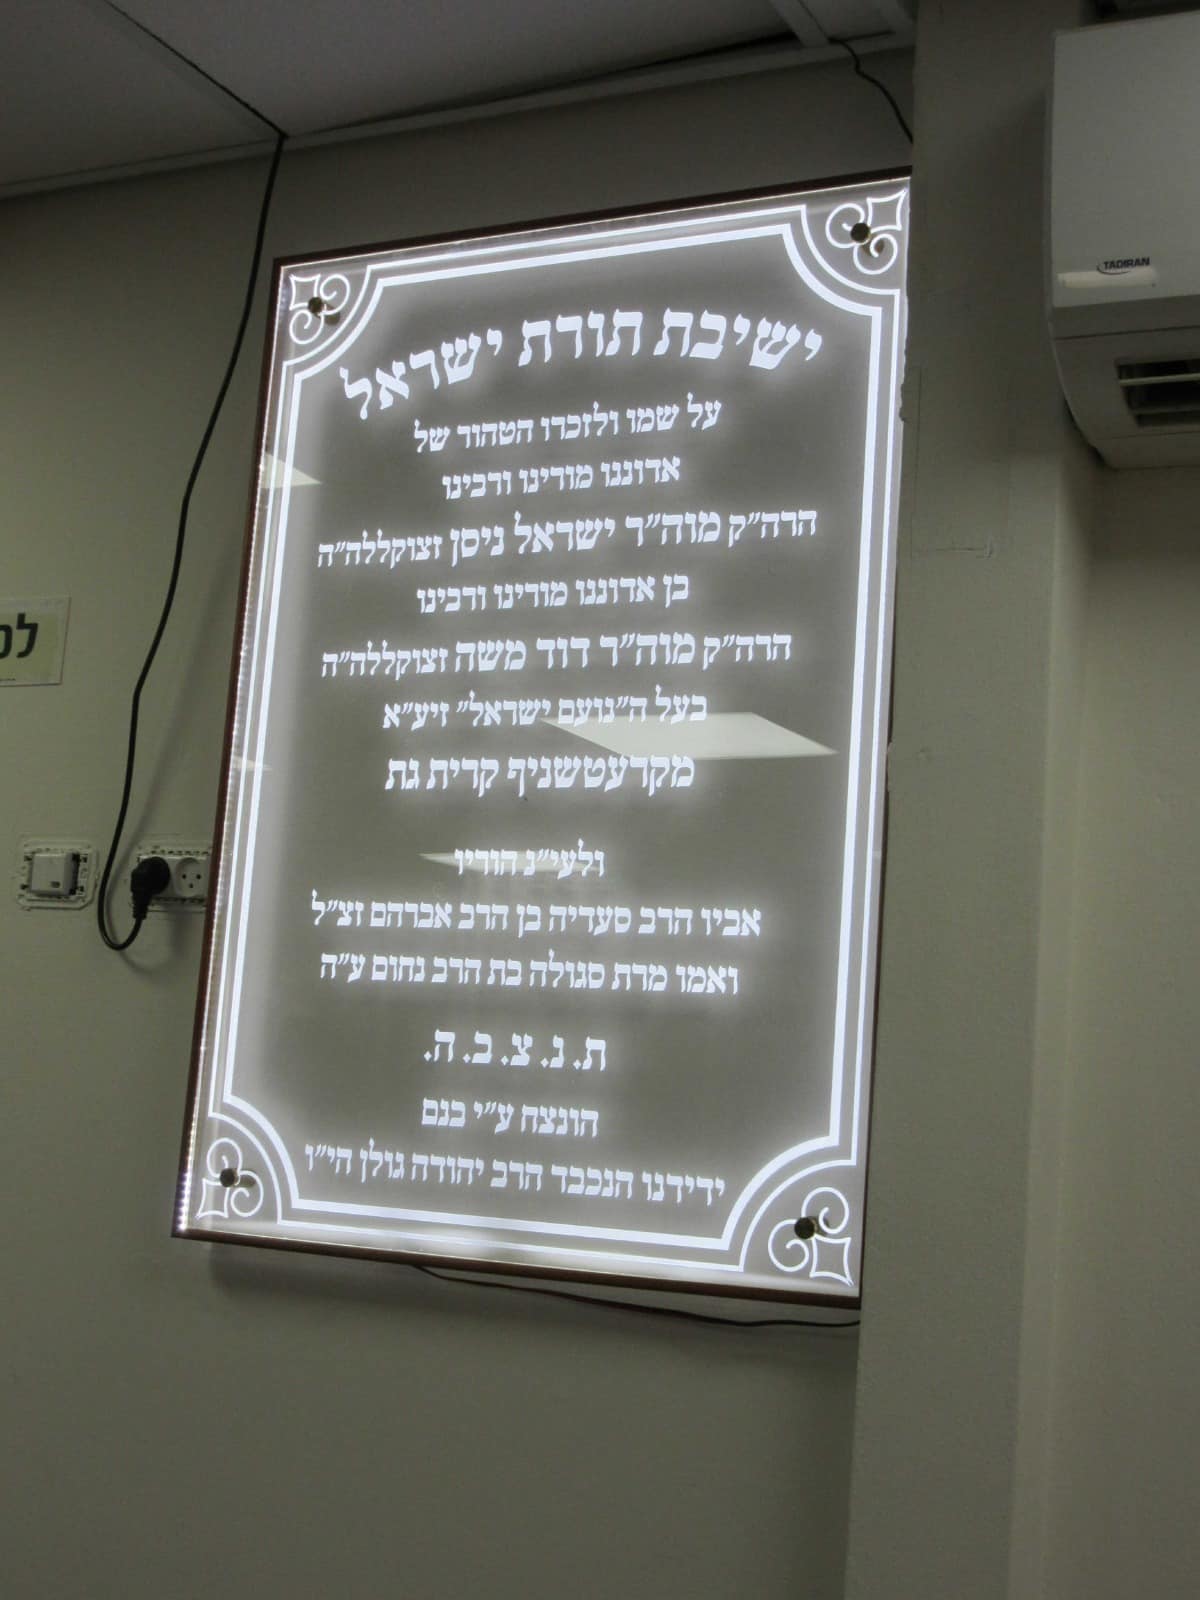 ישיבת תורת ישראל
על שמו ולזכרו הטהור של
אדוננו מורינו ורבינו
הרה״ק מוה״ר ישראל ניסן זצוקללה״ה
בן אדוננו מורינו ורבינו
הרה״ק מוה״ר דוד משה זצוקללה״ה
בעל ה״נועם ישראל״ זיע״א
מקרעטשניף קרית גת
ולעי״נ הוריו
אביו הרב סעדיה בן הרב אברהם זצ״ל
ואמו מרת סגולה בת הרב נחום ע״ה
ת. נ. צ. ב. ה.
הונצח ע״י בנם
ידידנו הנכבד הרב יהודה גולן הי״ו
TADIRAN